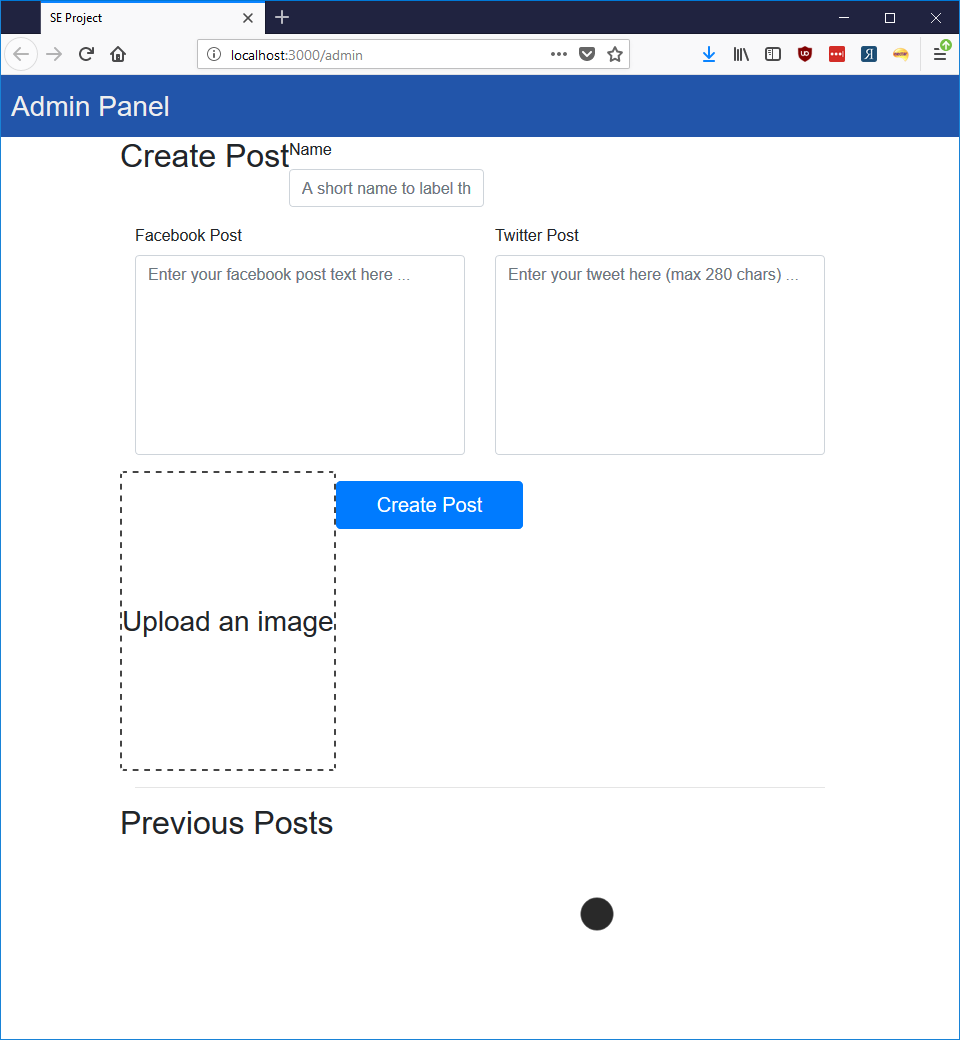 SE Project
localhost:3000/admin
Admin Panel
Create Post
Name
A short name to label th
Facebook Post
Twitter Post
Enter your facebook post text here ...
Enter your tweet here (max 280 chars) ...
Upload an image
Create Post
Previous Posts